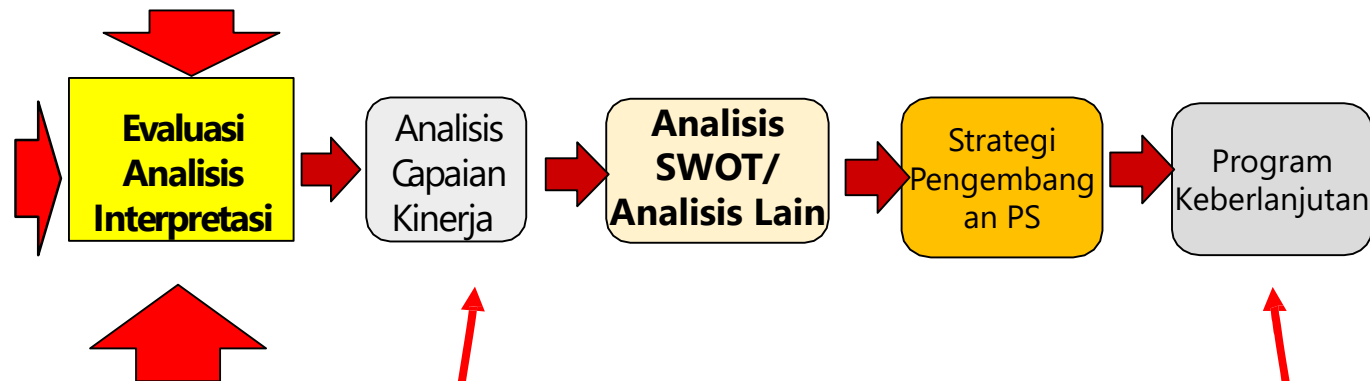 Evaluasi
Analisis
Interpretasi
Analisis
Capaian
Kinerja
Analisis
SWOT/
Analisis Lain
Strategi
Pengembang
an PS
Program
Keberlanjutan